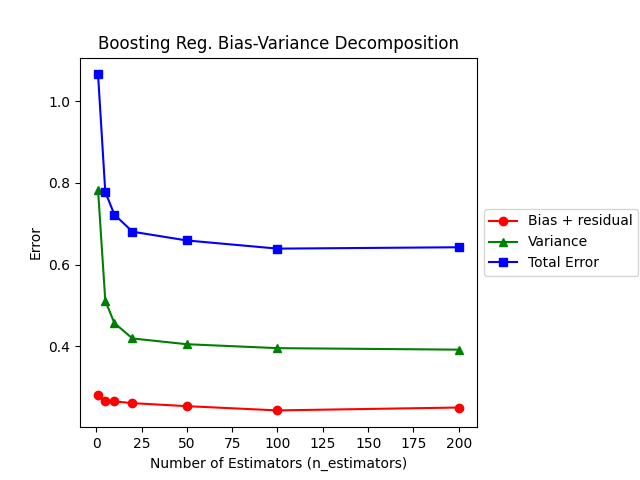 Boosting Reg. Bias-Variance Decomposition
1.0
0.8
0.6
0.4
Error
0 25 50 75 100 125 150 175 200
Number of Estimators (n_estimators)
Bias + residual
Variance
Total Error